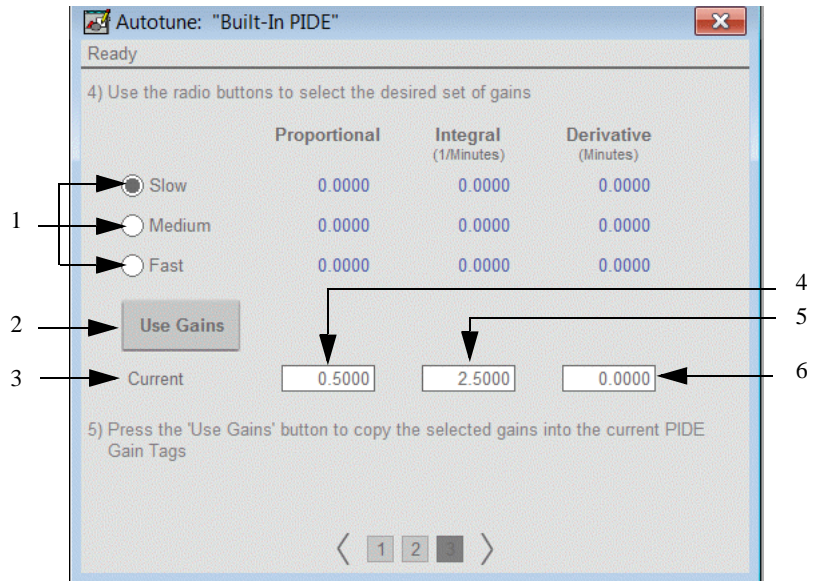 Autotune: "Built-In PIDE"
Ready
4) Use the radio buttons to select the desired set of gains
Proportional Integral Derivative
(1/Minutes) (Minutes)
Slow 0.0000 0.0000 0.0000
1 Medium 0.0000 0.0000 0.0000
Fast 0.0000 0.0000 0.0000
4
5
2 Use Gains
3 Current 0.5000 2.5000 0.0000 6
5) Press the 'Use Gains' button to copy the selected gains into the current PIDE
Gain Tags
1 2 3